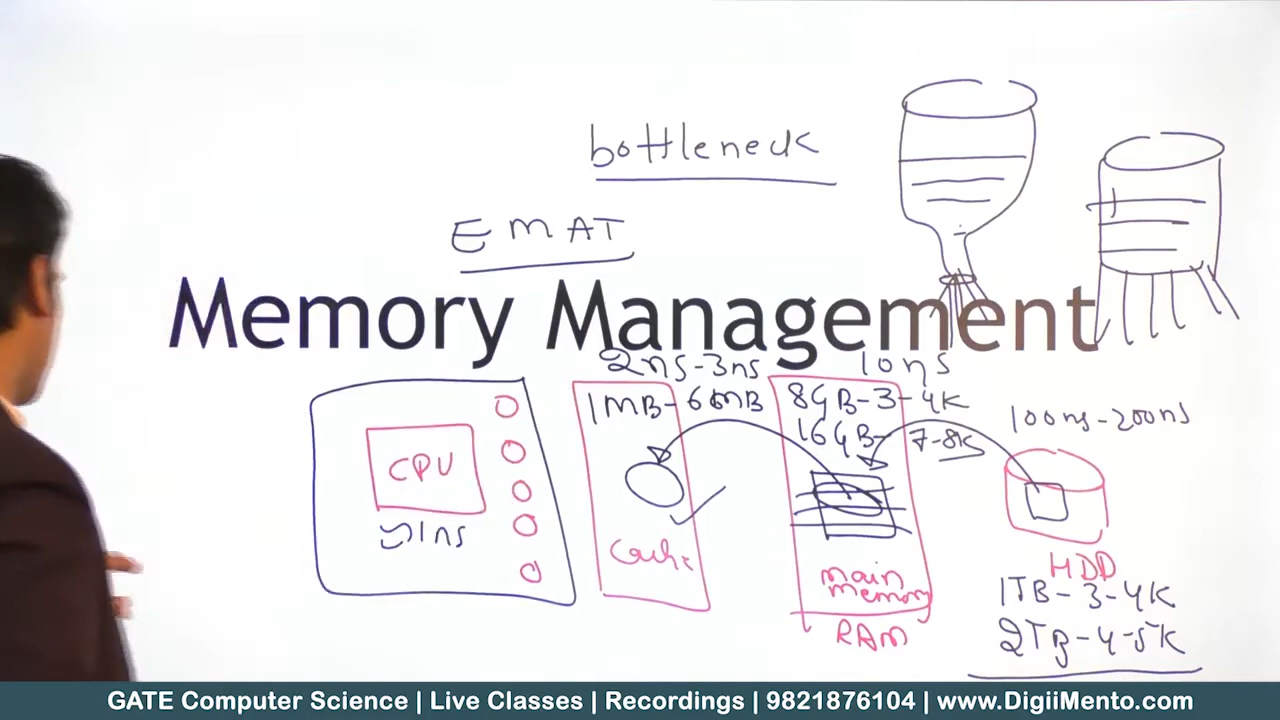 bottleneck
EMAT
Memory Management
2ns-3ns
10ns
1MB-6MB
8GB-3-4K
100ns-200ns
16GB-7-8K
CPU
1ns
Cache
main
memory
HDD
1TB-3-4K
RAM
2TB-4-5K
GATE Computer Science | Live Classes | Recordings | 9821876104 | www.DigiiMento.com